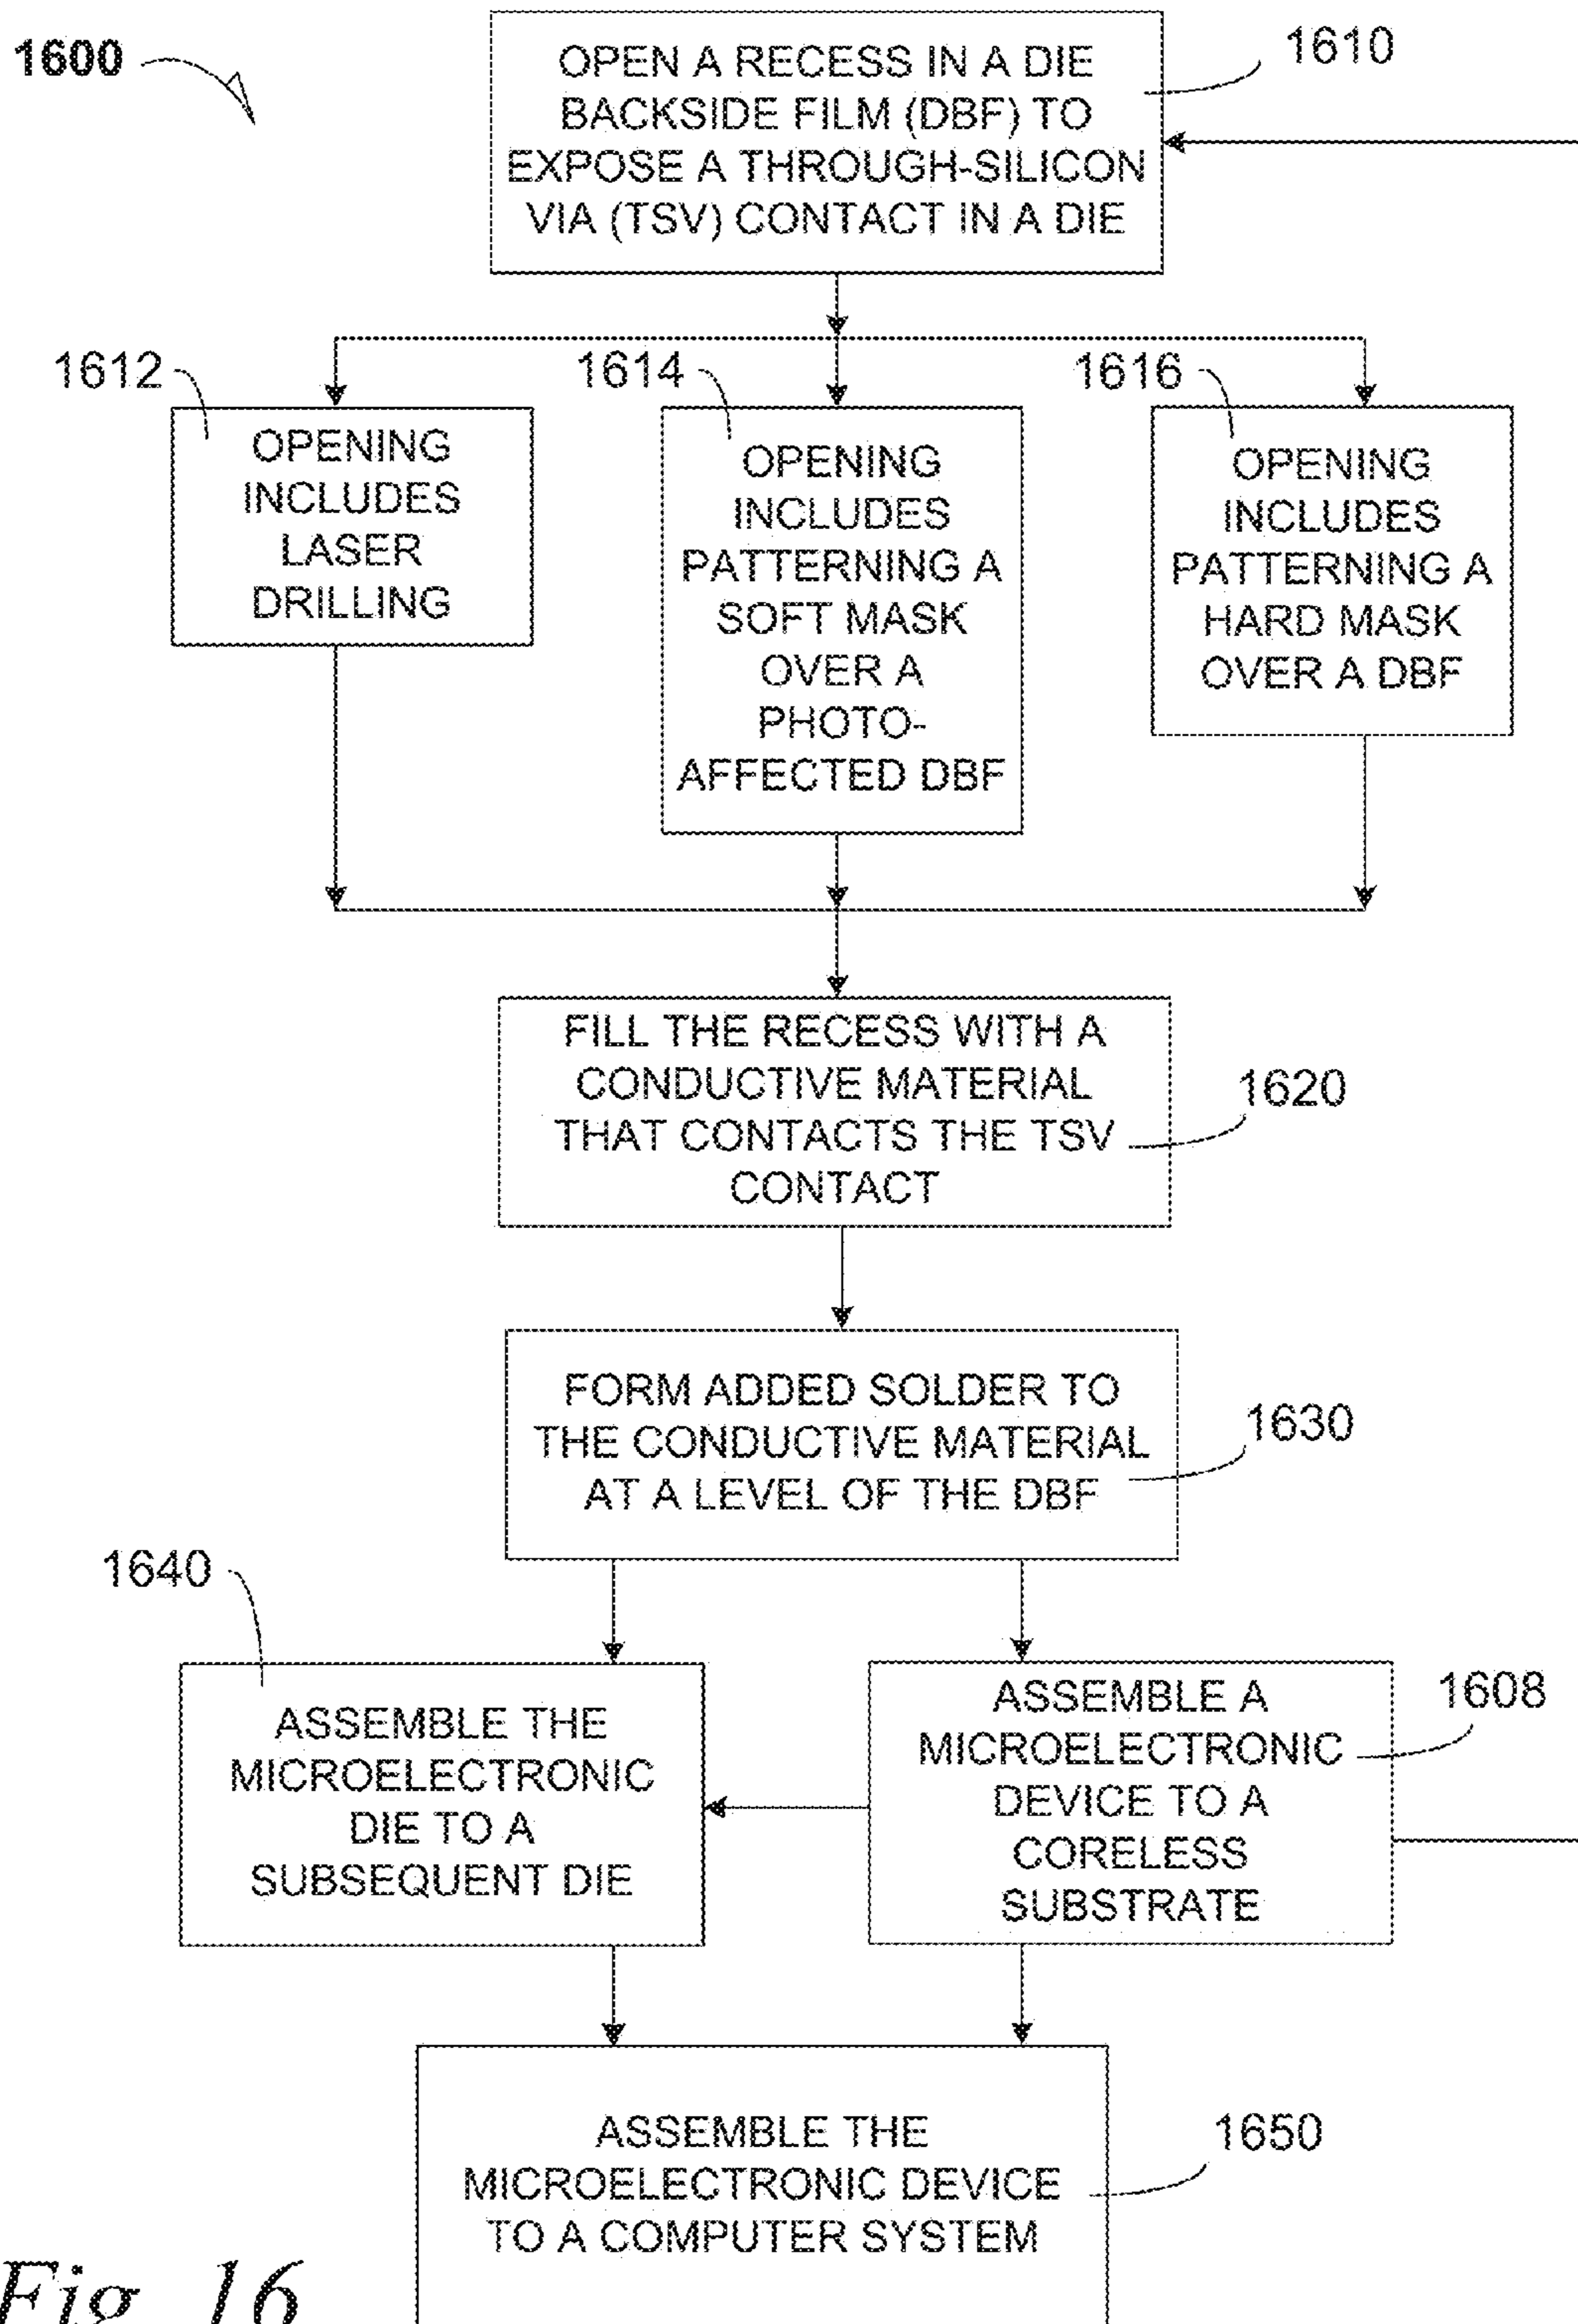 1600
OPEN A RECESS IN A DIE
BACKSIDE FILM (DBF) TO
EXPOSE A THROUGH-SILICON
VIA (TSV) CONTACT IN A DIE
1610
1612
OPENING
INCLUDES
LASER
DRILLING
1614
OPENING
INCLUDES
PATTERNING A
SOFT MASK
OVER A
PHOTO-
AFFECTED DBF
1616
OPENING
INCLUDES
PATTERNING A
HARD MASK
OVER A DBF
FILL THE RECESS WITH A
CONDUCTIVE MATERIAL
THAT CONTACTS THE TSV
CONTACT
1620
FORM ADDED SOLDER TO
THE CONDUCTIVE MATERIAL
AT A LEVEL OF THE DBF
1630
1640
ASSEMBLE THE
MICROELECTRONIC
DIE TO A
SUBSEQUENT DIE
ASSEMBLE A
MICROELECTRONIC
DEVICE TO A
CORELESS
SUBSTRATE
1608
ASSEMBLE THE
MICROELECTRONIC DEVICE
TO A COMPUTER SYSTEM
1650
Fig. 16